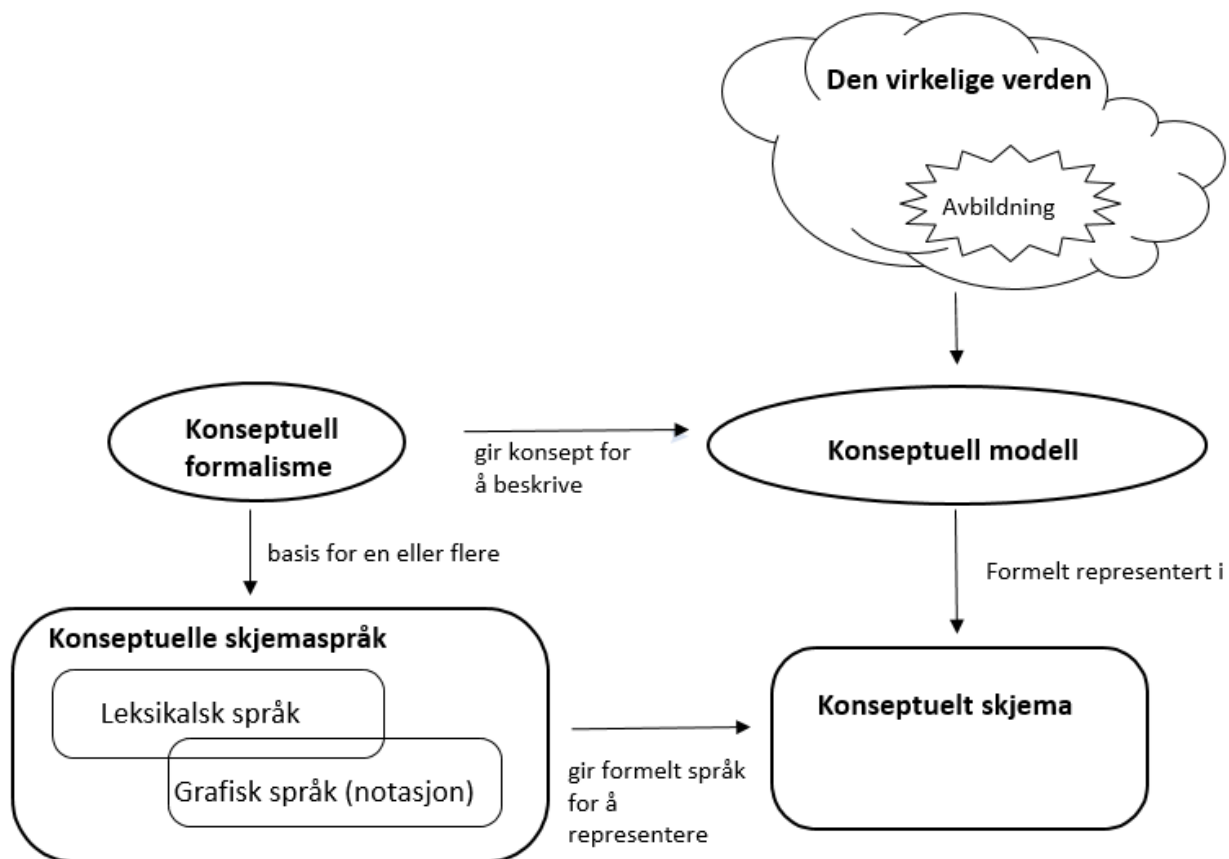 Den virkelige verden
Avbildning
Konseptuell
formalisme
gir konsept for
å beskrive
Konseptuell modell
basis for en eller flere
Formelt representert i
Konseptuelle skjemaspråk
Leksikalsk språk
Grafisk språk (notasjon)
gir formelt språk
for å
representere
Konseptuelt skjema